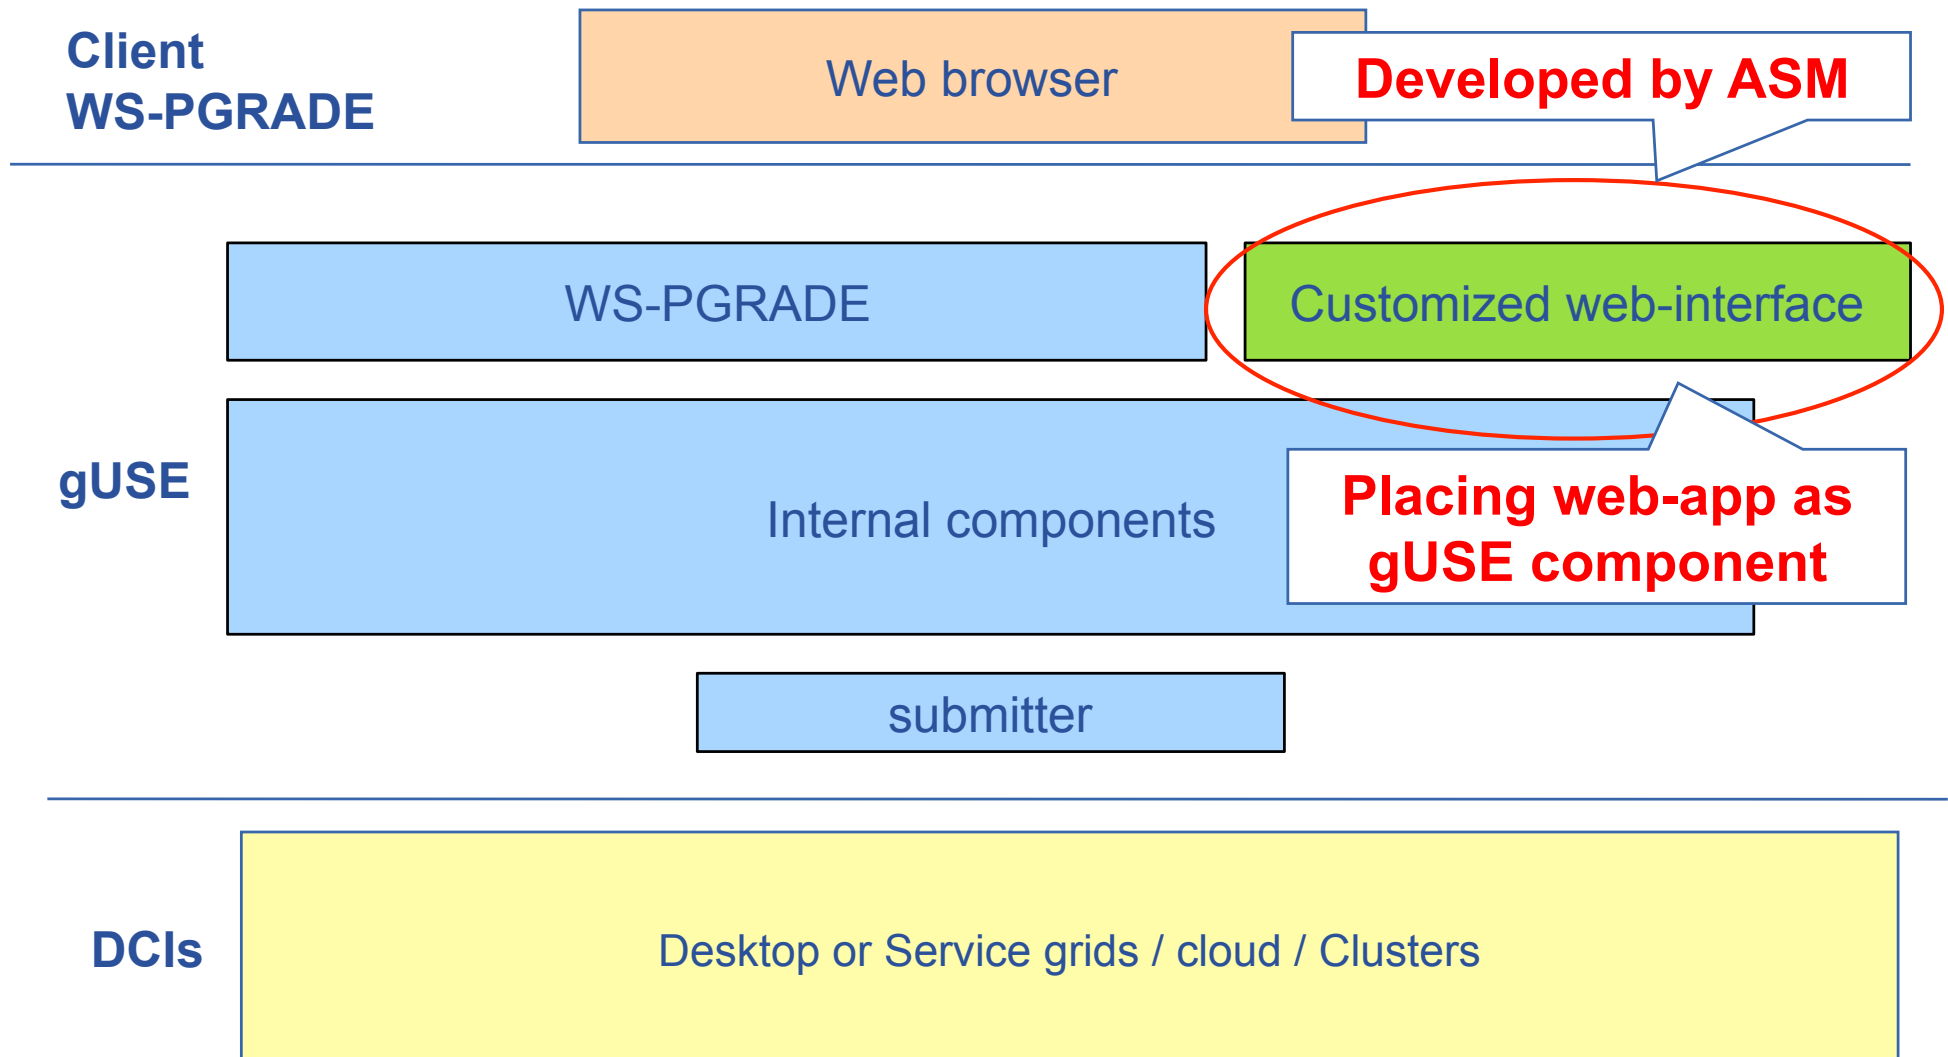 Client
WS-PGRADE
Web browser
Developed by ASM
WS-PGRADE
Customized web-interface
gUSE
Internal components
Placing web-app as
gUSE component
submitter
DCIs
Desktop or Service grids / cloud / Clusters